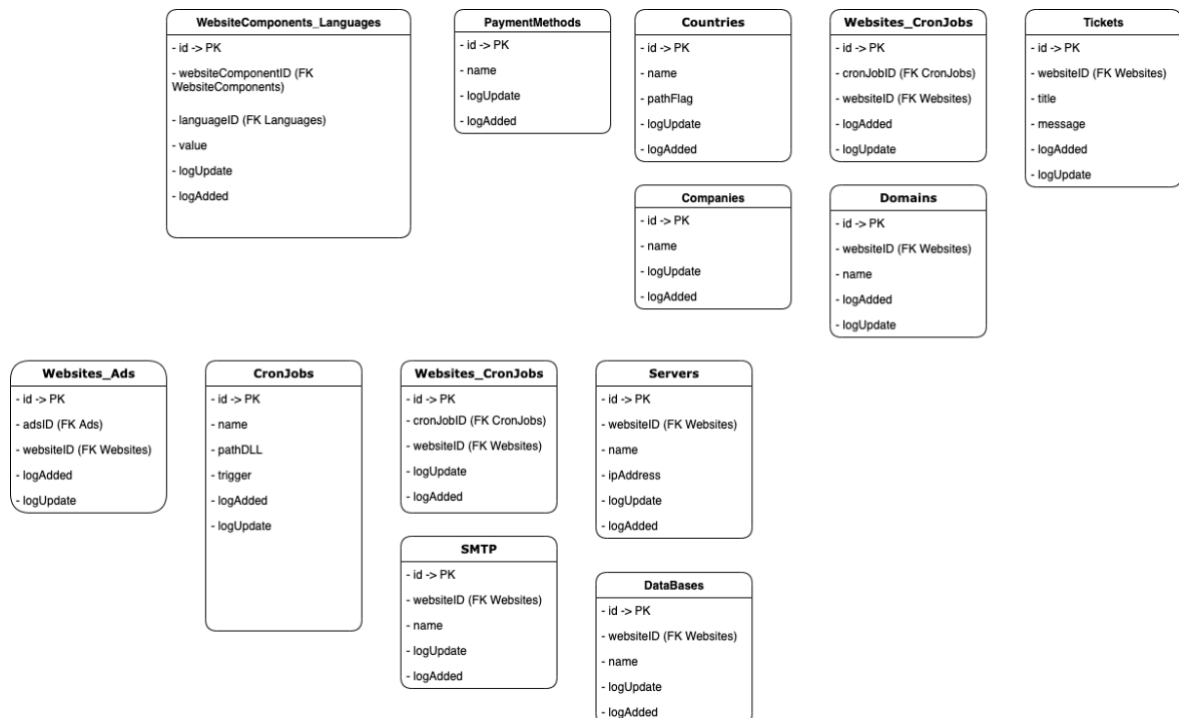 WebsiteComponents_Languages
- id -> PK
- websiteComponentID (FK
WebsiteComponents)
- languageID (FK Languages)
- value
- logUpdate
- logAdded
PaymentMethods
- id -> PK
- name
- logUpdate
- logAdded
Countries
- id -> PK
- name
- pathFlag
- logUpdate
- logAdded
Websites_CronJobs
- id -> PK
- cronJobID (FK CronJobs)
- websiteID (FK Websites)
- logAdded
- logUpdate
Tickets
- id -> PK
- websiteID (FK Websites)
- title
- message
- logAdded
- logUpdate
Companies
- id -> PK
- name
- logUpdate
- logAdded
Domains
- id -> PK
- websiteID (FK Websites)
- name
- logAdded
- logUpdate
Websites_Ads
- id -> PK
- adsID (FK Ads)
- websiteID (FK Websites)
- logAdded
- logUpdate
CronJobs
- id -> PK
- name
- pathDLL
- trigger
- logAdded
- logUpdate
Websites_CronJobs
- id -> PK
- cronJobID (FK CronJobs)
- websiteID (FK Websites)
- logUpdate
- logAdded
Servers
- id -> PK
- websiteID (FK Websites)
- name
- ipAddress
- logUpdate
- logAdded
SMTP
- id -> PK
- websiteID (FK Websites)
- name
- logUpdate
- logAdded
DataBases
- id -> PK
- websiteID (FK Websites)
- name
- logUpdate
- logAdded